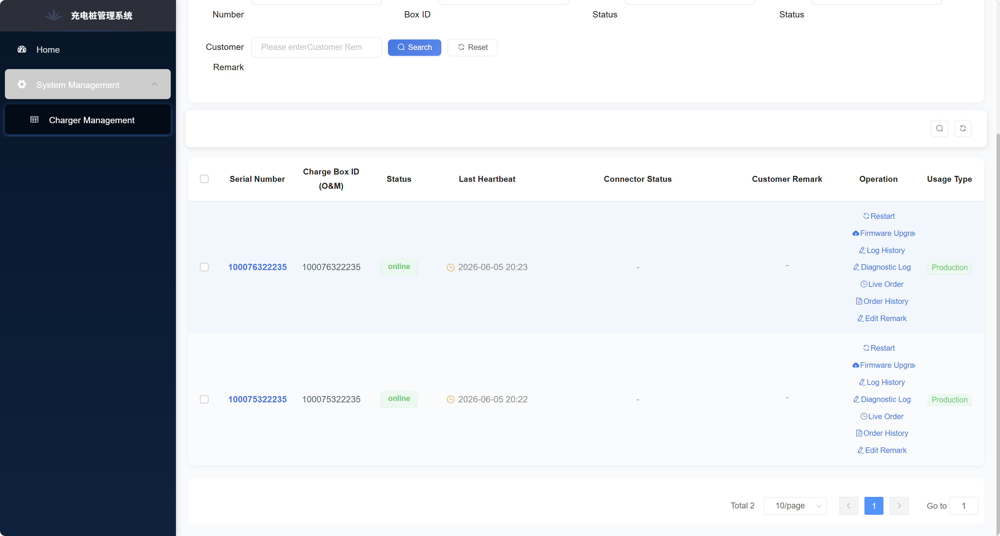 充电桩管理系统
Home
System Management
Charger Management
Number
Box ID
Status
Status
Customer Remark
Please enterCustomer Rem
Search
Reset
Serial Number
Charge Box ID (O&M)
Status
Last Heartbeat
Connector Status
Customer Remark
Operation
Usage Type
100076322235
100076322235
online
2026-06-05 20:23
-
-
Restart
Firmware Upgra
Log History
Diagnostic Log
Live Order
Order History
Edit Remark
Production
100075322235
100075322235
online
2026-06-05 20:22
-
-
Restart
Firmware Upgra
Log History
Diagnostic Log
Live Order
Order History
Edit Remark
Production
Total 2
10/page
1
Go to
1